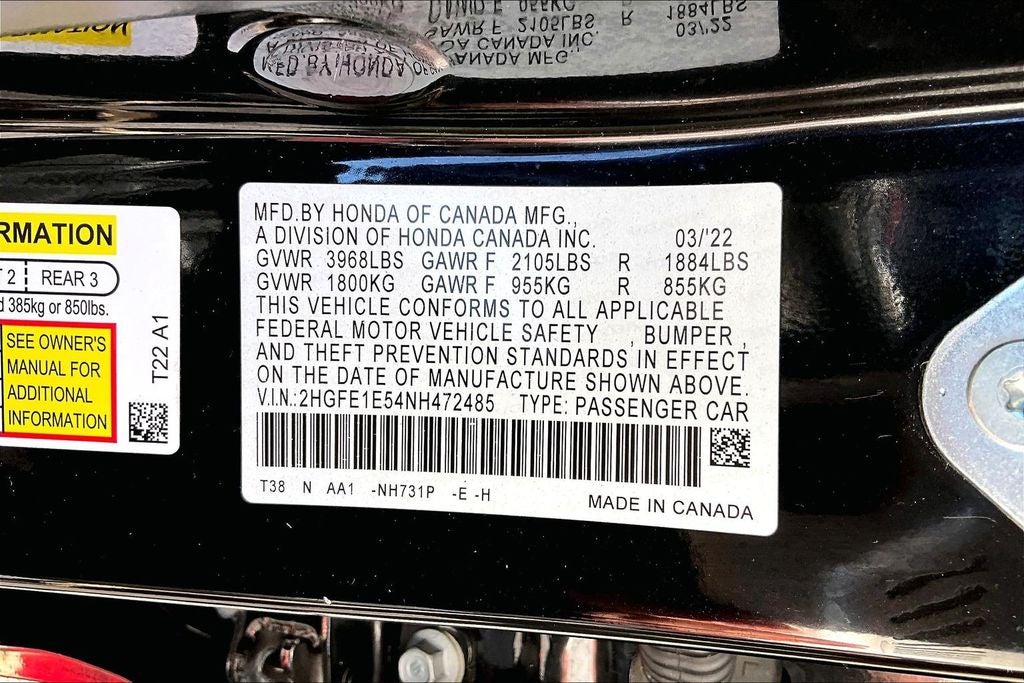 RMATION
T 2 REAR 3
d 385kg or 850lbs.
SEE OWNER'S
MANUAL FOR
ADDITIONAL
INFORMATION
T22 A1
MFD.BY HONDA OF CANADA MFG.,
A DIVISION OF HONDA CANADA INC. 03/'22
GVWR 3968LBS GAWR F 2105LBS R 1884LBS
GVWR 1800KG GAWR F 955KG R 855KG
THIS VEHICLE CONFORMS TO ALL APPLICABLE
FEDERAL MOTOR VEHICLE SAFETY , BUMPER ,
AND THEFT PREVENTION STANDARDS IN EFFECT
ON THE DATE OF MANUFACTURE SHOWN ABOVE.
V.I.N.:2HGFE1E54NH472485 TYPE: PASSENGER CAR
T38 N AA1 -NH731P -E -H
MADE IN CANADA